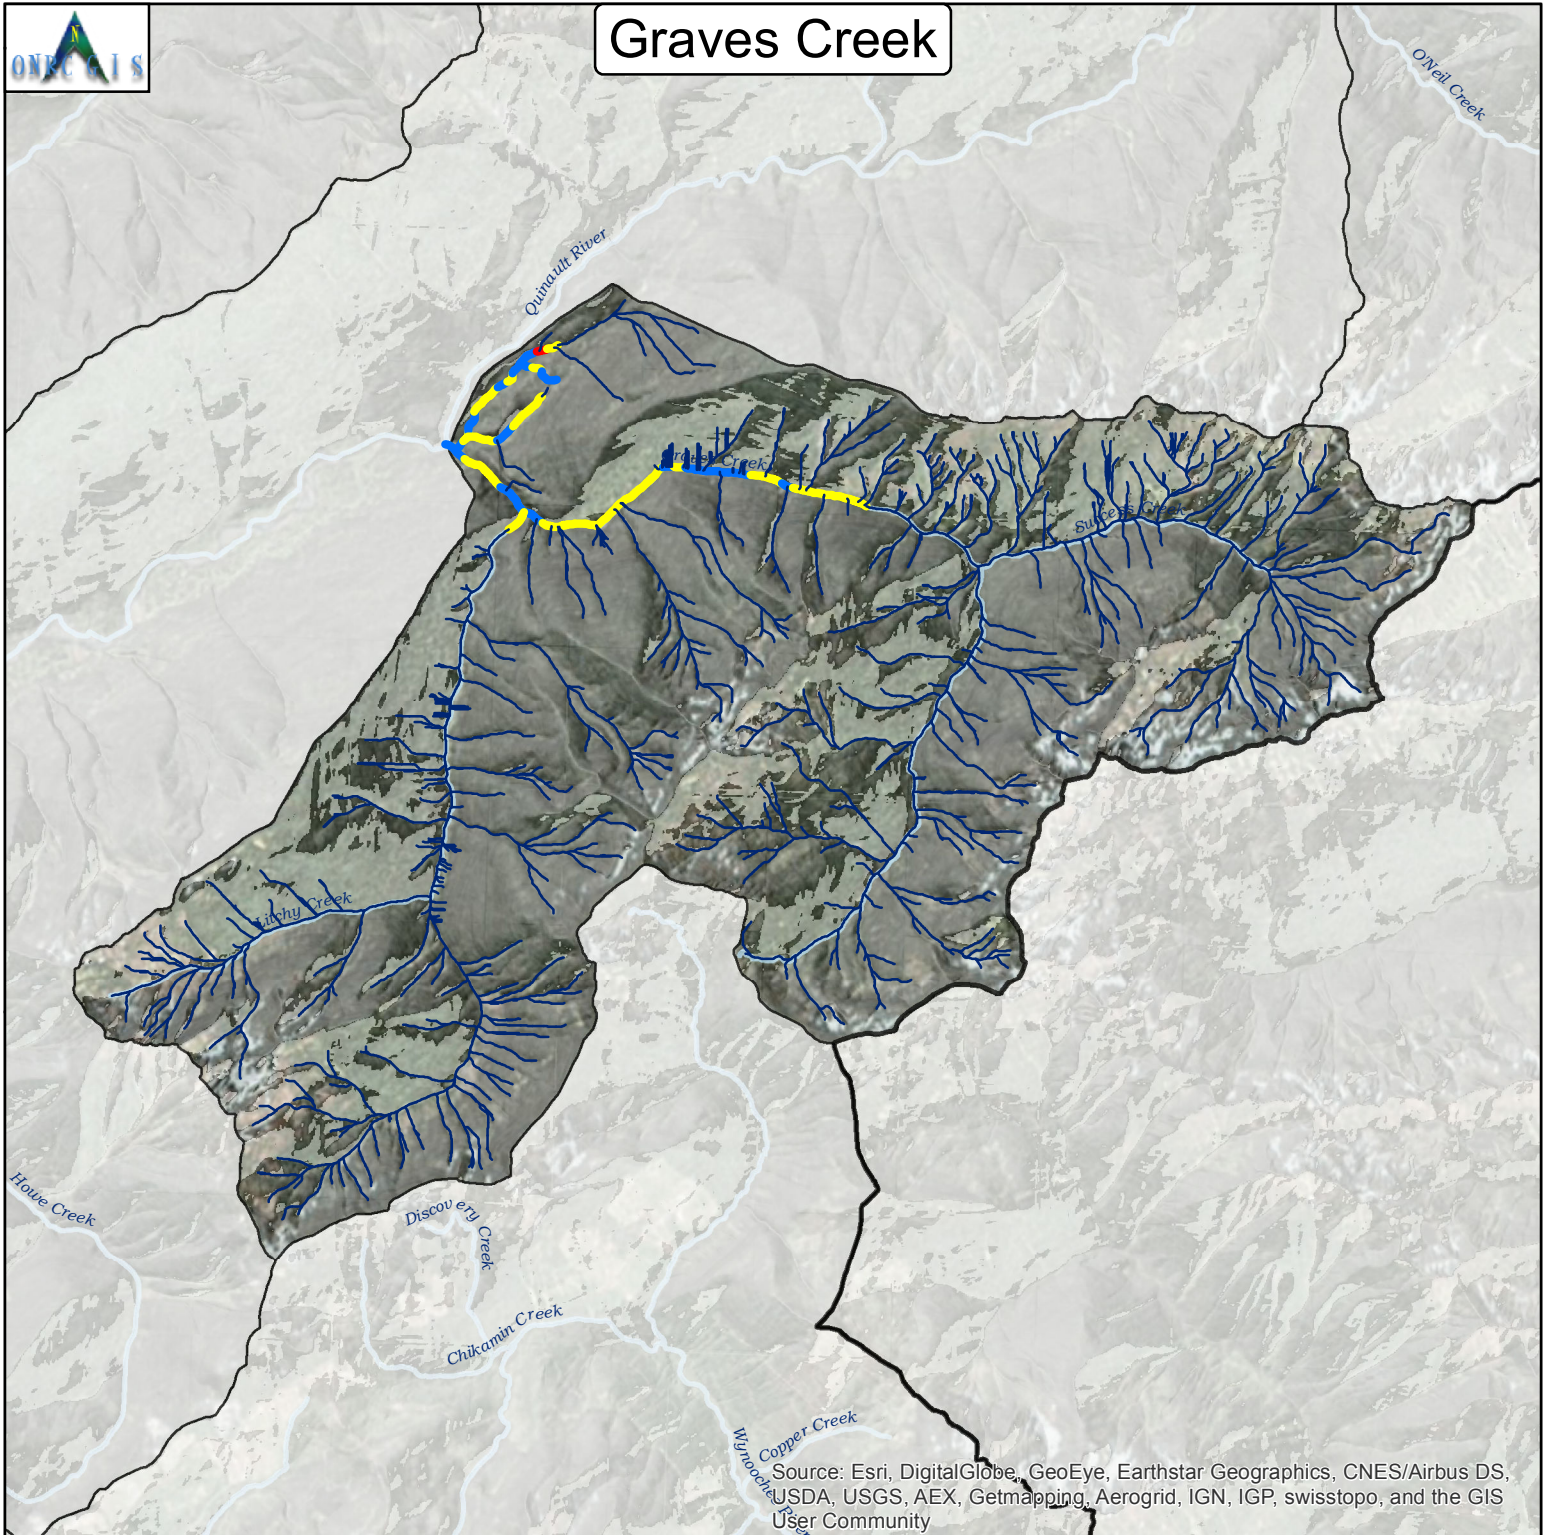 Graves Creek
N
ONRC GIS
O'Neil Creek
Quinault River
Creek
Success Creek
Litchy Creek
Howe Creek
Discovery Creek
Chikamin Creek
Copper Creek
Source: Esri, DigitalGlobe, GeoEye, Earthstar Geographics, CNES/Airbus DS,
USDA, USGS, AEX, Getmapping, Aerogrid, IGN, IGP, swisstopo, and the GIS
User Community